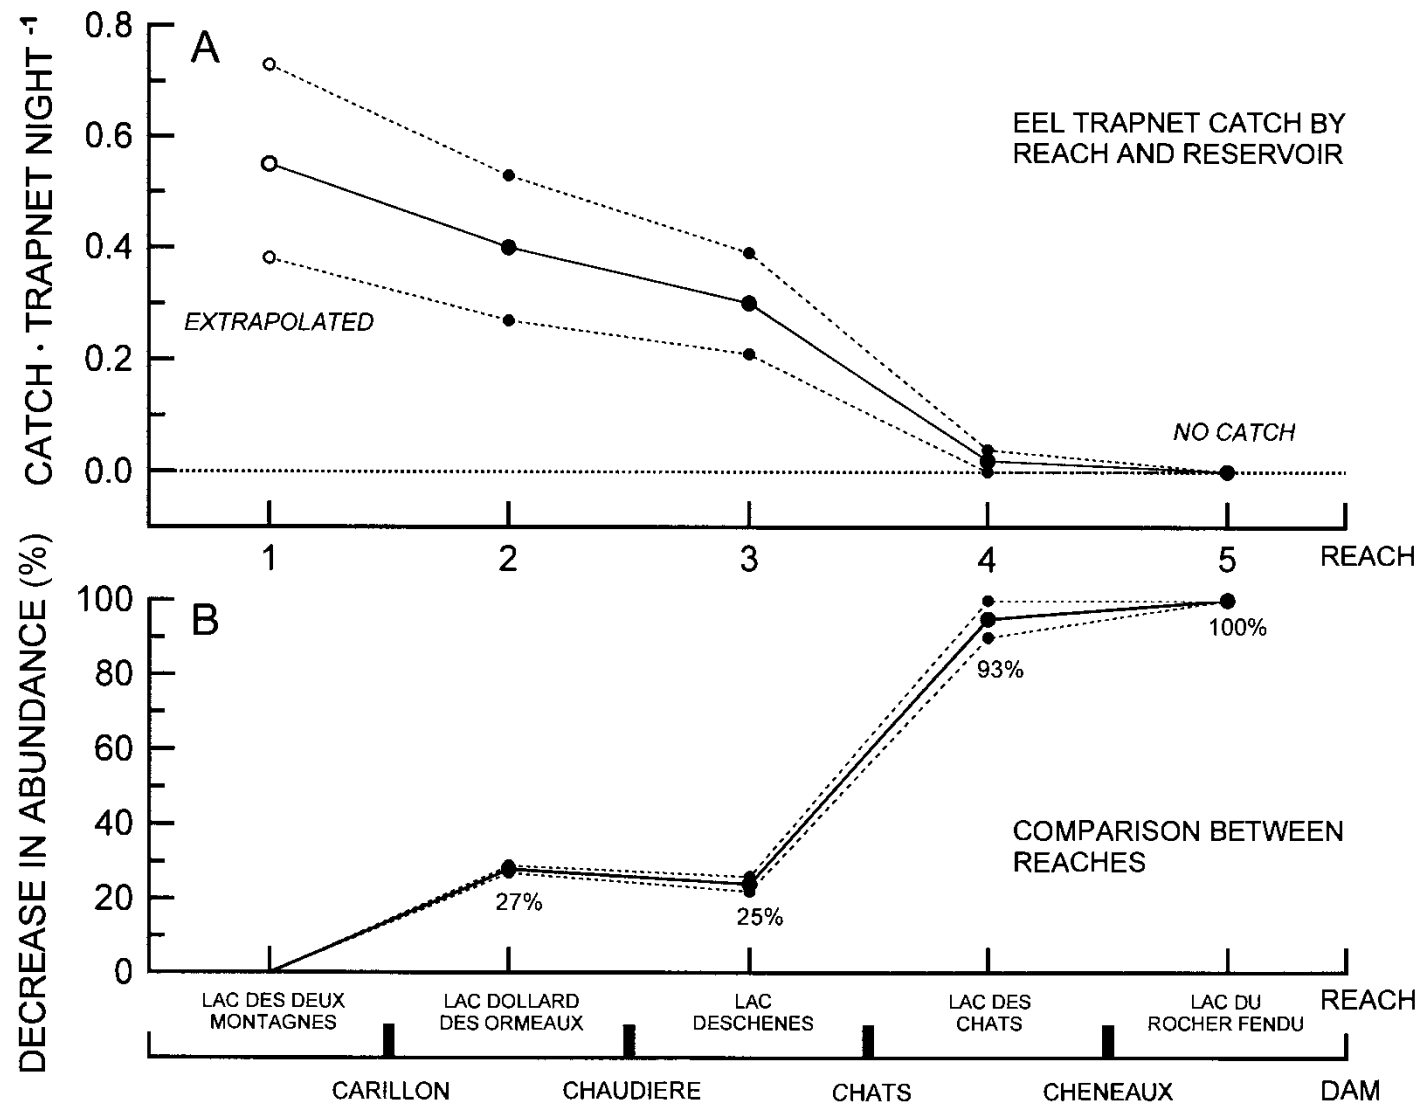 CATCH · TRAPNET NIGHT -1
A
0.8
0.6
0.4
0.2
0.0
EEL TRAPNET CATCH BY
REACH AND RESERVOIR
EXTRAPOLATED
NO CATCH
1 2 3 4 5 REACH
DECREASE IN ABUNDANCE (%)
B
100
80
60
40
20
0
27%
25%
93%
100%
COMPARISON BETWEEN
REACHES
LAC DES DEUX
MONTAGNES
LAC DOLLARD
DES ORMEAUX
LAC
DESCHENES
LAC DES
CHATS
LAC DU
ROCHER FENDU
REACH
CARILLON CHAUDIERE CHATS CHENEAUX DAM